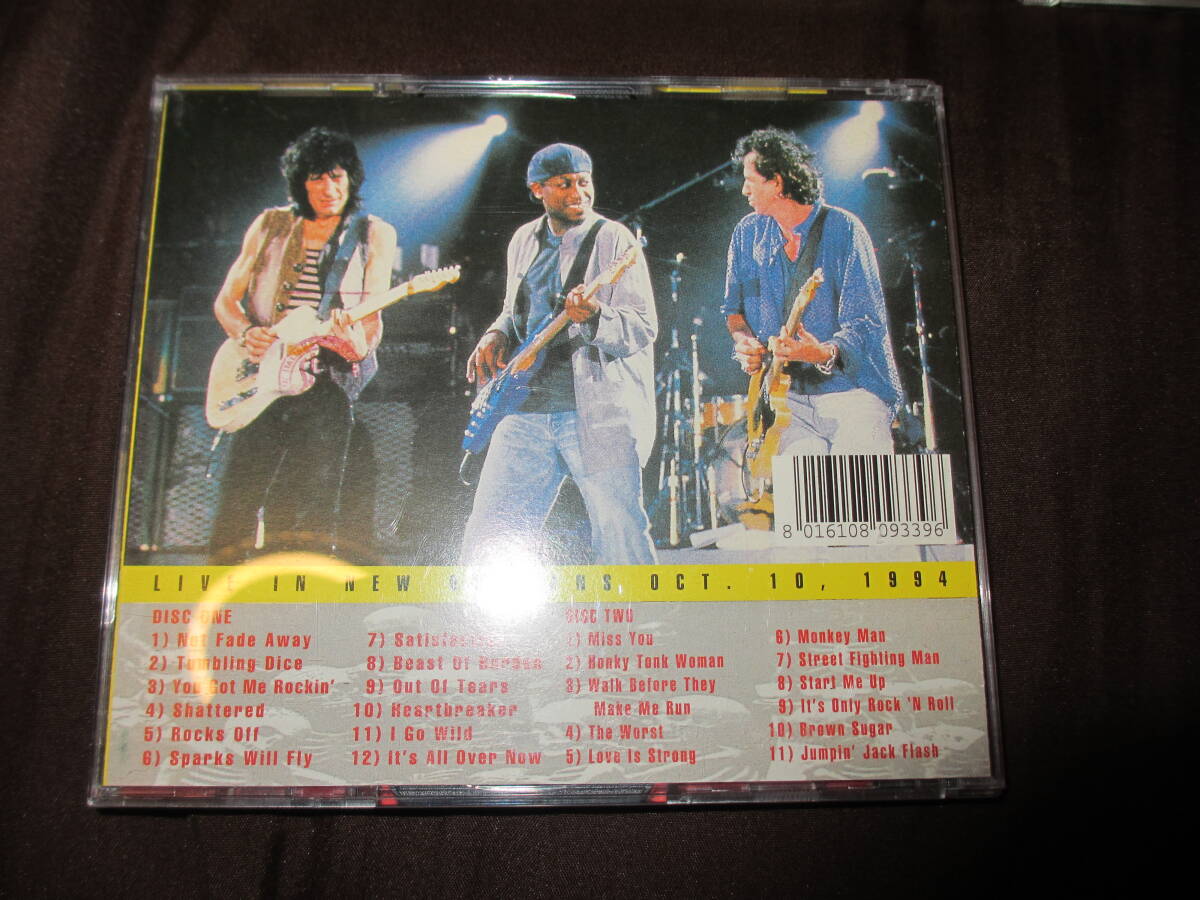 8 016108 093396
LIVE IN NEW OCT. 10, 1994
DISC ONE
1) Not Fade Away
2) Tumbling Dice
3) You Got Me Rockin'
4) Shattered
5) Rocks Off
6) Sparks Will Fly
7)
8) Beast Of Burden
9) Out Of Tears
10) Heartbreaker
11) I Go Wild
12) It's All Over Now
DISC TWO
1) Miss You
2) Honky Tonk Woman
3) Walk Before They
Make Me Run
4) The Worst
5) Love Is Strong
6) Monkey Man
7) Street Fighting Man
8) Start Me Up
9) It's Only Rock 'N Roll
10) Brown Sugar
11) Jumpin' Jack Flash